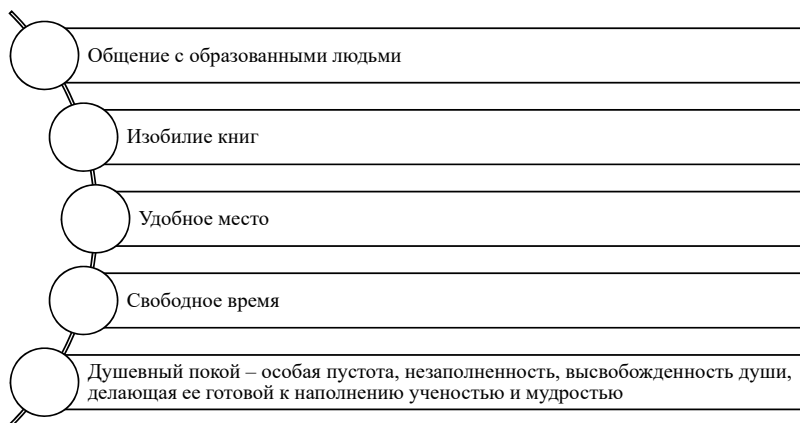 Общение с образованными людьми
Изобилие книг
Удобное место
Свободное время
Душевный покой – особая пустота, незаполненность, высвобожденность души,
делающая ее готовой к наполнению ученостью и мудростью